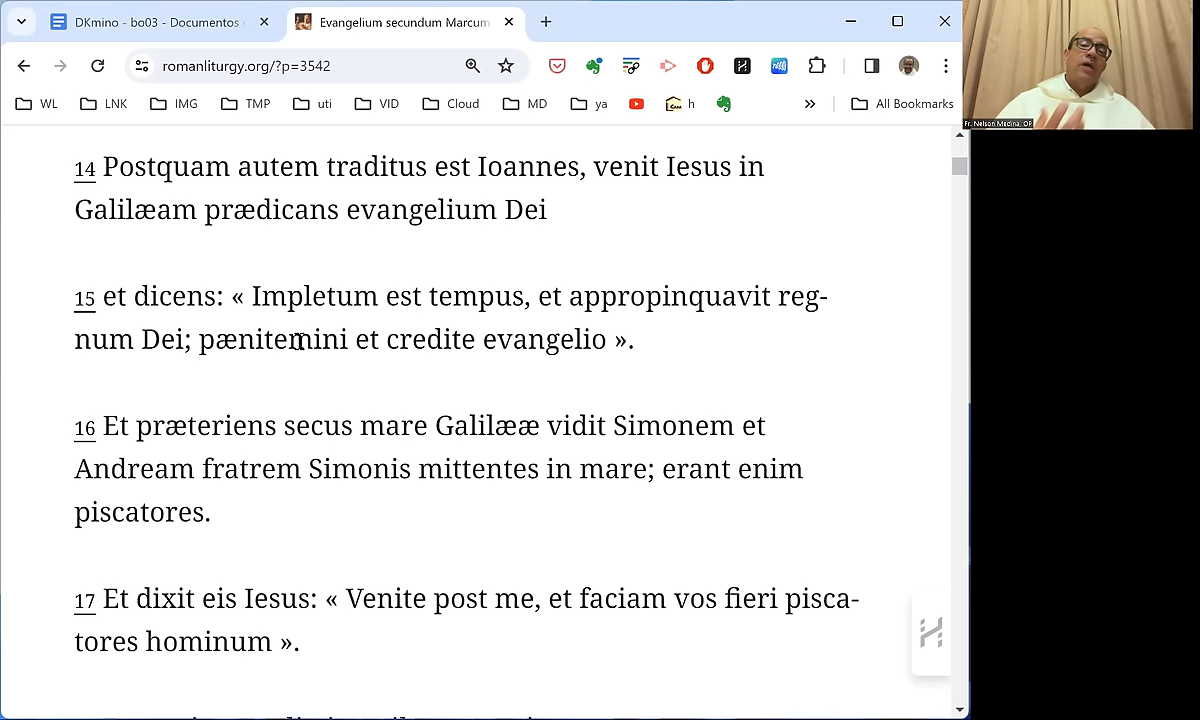 DKmino - bo03 - Documentos
Evangelium secundum Marcum
romanliturgy.org/?p=3542
WL LNK IMG TMP uti VID Cloud MD ya h » All Bookmarks
Fr. Nelson Medina, OP
14 Postquam autem traditus est Ioannes, venit Iesus in
Galilæam prædicans evangelium Dei
15 et dicens: « Impletum est tempus, et appropinquavit reg-
num Dei; pænitemini et credite evangelio ».
16 Et præteriens secus mare Galilææ vidit Simonem et
Andream fratrem Simonis mittentes in mare; erant enim
piscatores.
17 Et dixit eis Iesus: « Venite post me, et faciam vos fieri pisca-
tores hominum ».